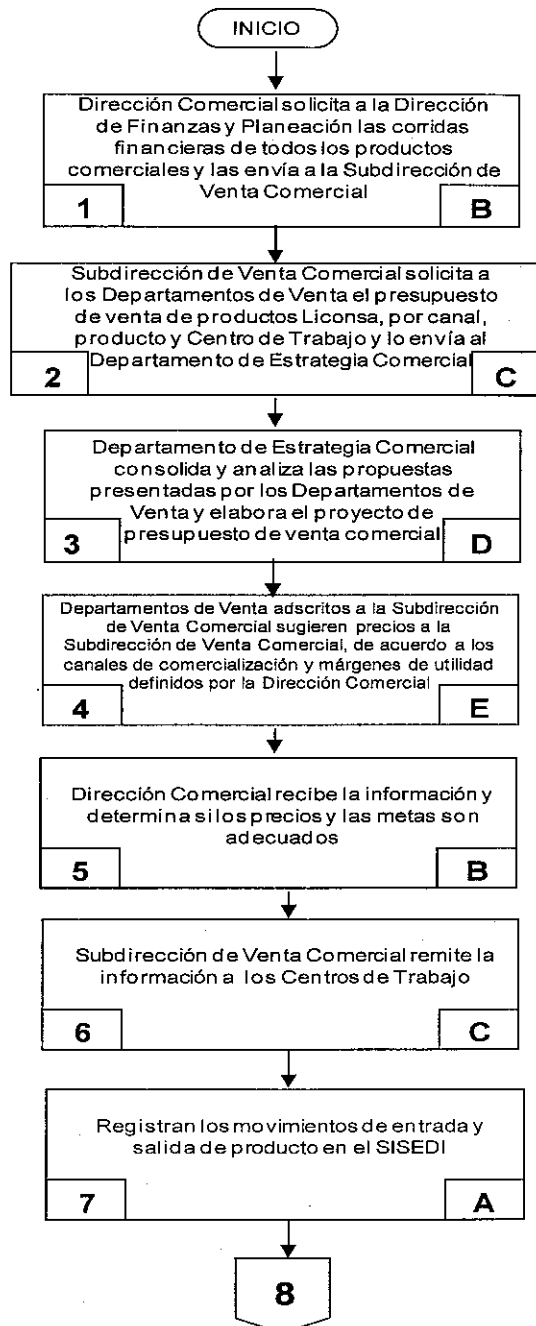 INICIO
Dirección Comercial solicita a la Dirección
de Finanzas y Planeación las corridas
financieras de todos los productos
comerciales y las envía a la Subdirección de
Venta Comercial
1
B
Subdirección de Venta Comercial solicita a
los Departamentos de Venta el presupuesto
de venta de productos Liconsa, por canal,
producto y Centro de Trabajo y lo envía al
Departamento de Estrategia Comercial
2
C
Departamento de Estrategia Comercial
consolida y analiza las propuestas
presentadas por los Departamentos de
Venta y elabora el proyecto de
presupuesto de venta comercial
3
D
Departamentos de Venta adscritos a la Subdirección
de Venta Comercial sugieren precios a la
Subdirección de Venta Comercial, de acuerdo a los
canales de comercialización y márgenes de utilidad
definidos por la Dirección Comercial
4
E
Dirección Comercial recibe la información y
determina si los precios y las metas son
adecuados
5
B
Subdirección de Venta Comercial remite la
información a los Centros de Trabajo
6
C
Registran los movimientos de entrada y
salida de producto en el SISEDI
7
A
8